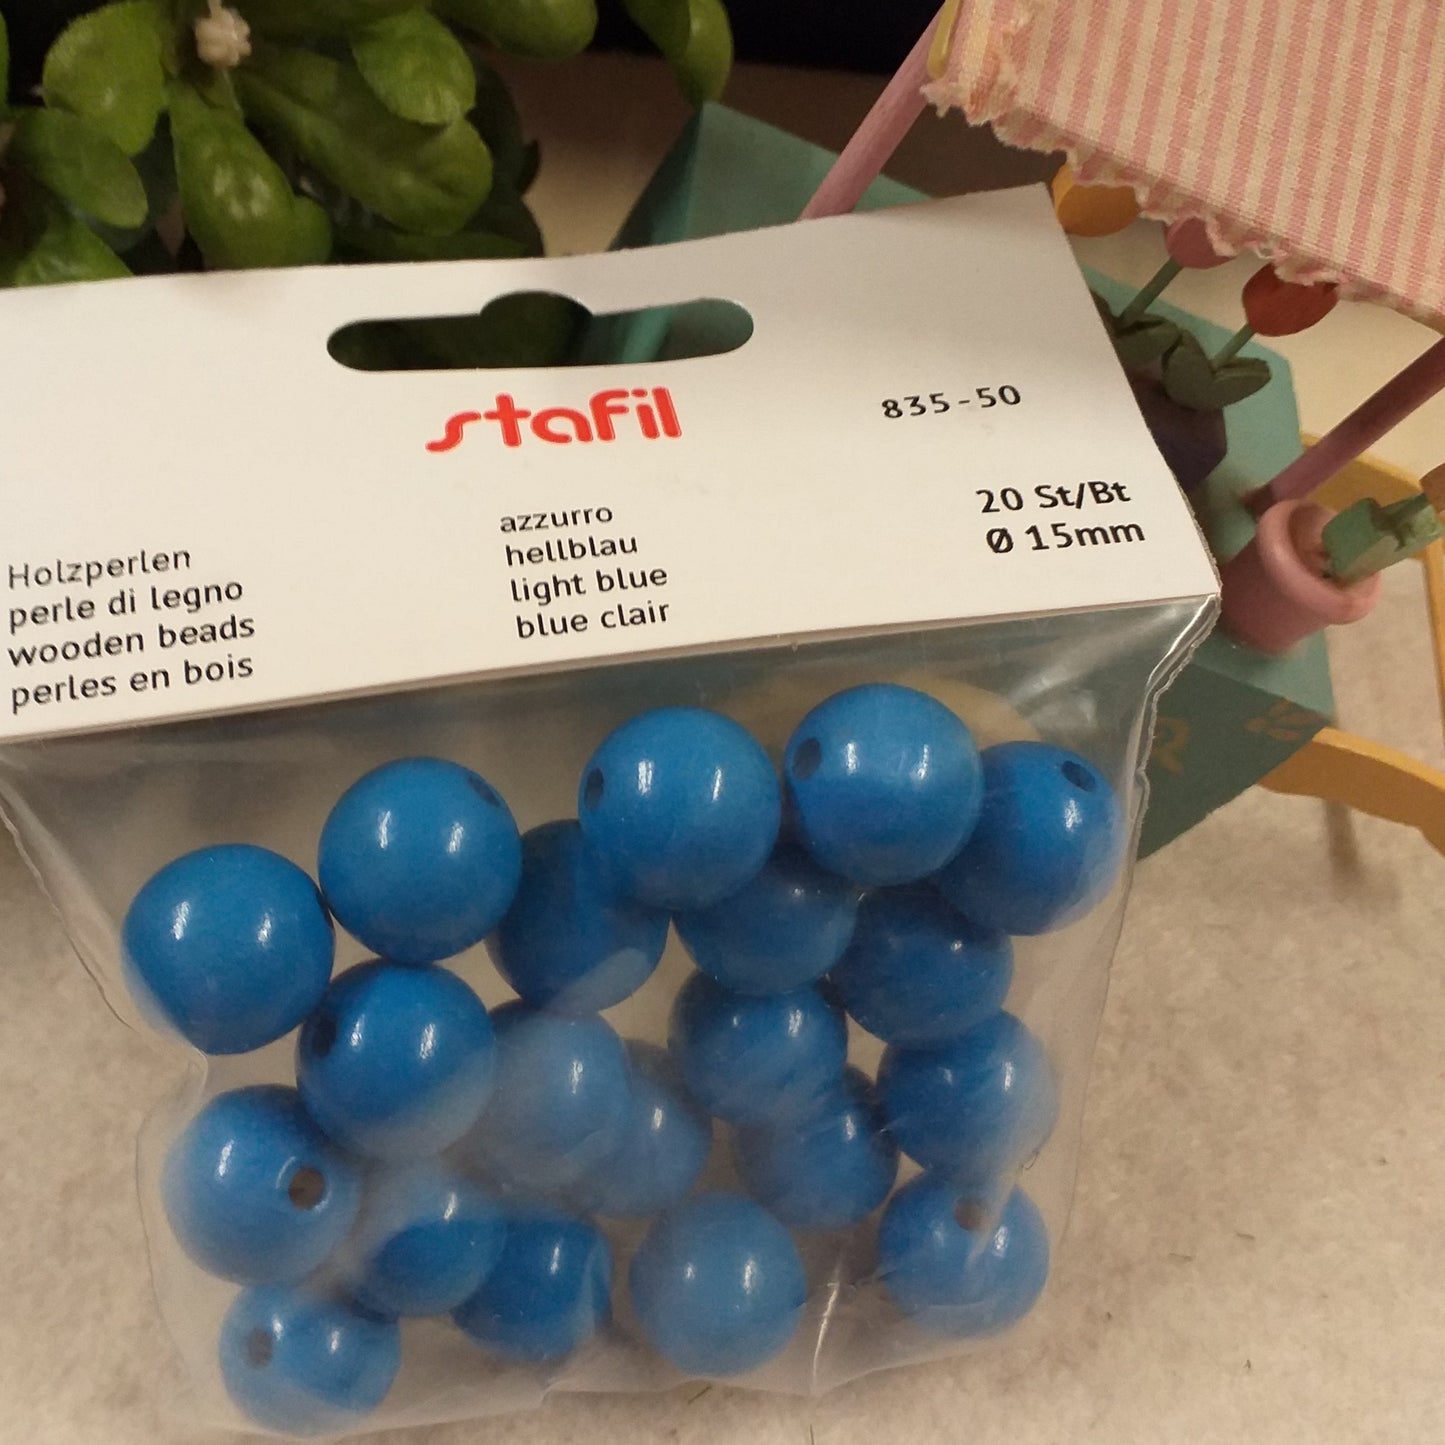 stafil
835-50
20 St/Bt
Ø 15mm
Holzperlen
perle di legno
wooden beads
perles en bois
azzurro
hellblau
light blue
blue clair